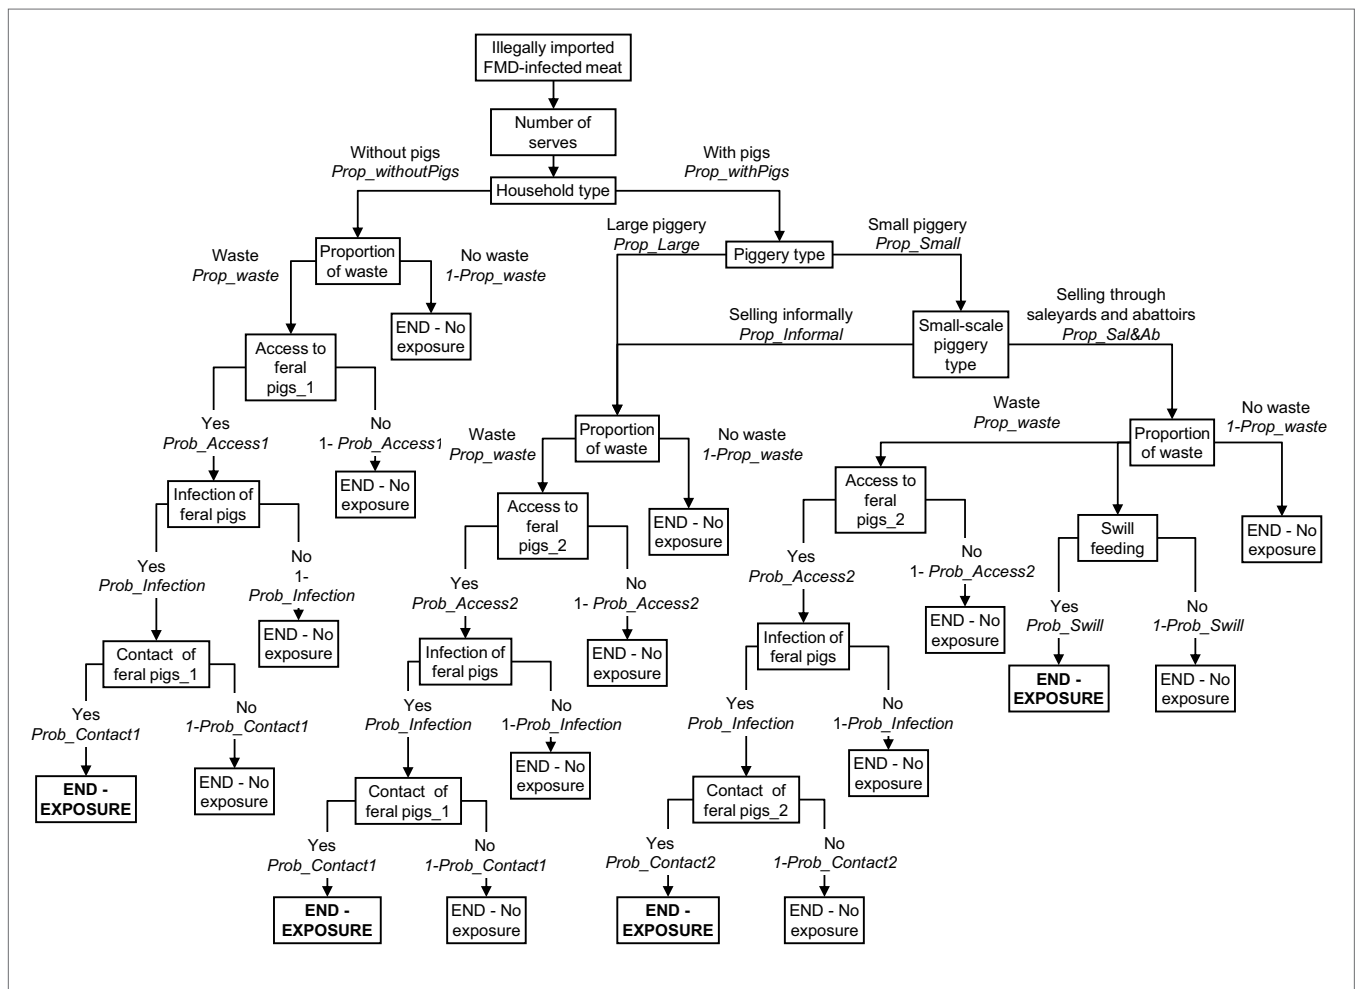 Illegally imported
FMD-infected meat
Number of
serves
Without pigs
Prop_withoutPigs
With pigs
Prop_withPigs
Household type
Large piggery
Prop_Large
Small piggery
Prop_Small
Piggery type
Waste
Prop_waste
Proportion
of waste
No waste
1-Prop_waste
END - No
exposure
Selling informally
Prop_Informal
Small-scale
piggery
type
Selling through
saleyards and abattoirs
Prop_Sal&Ab
Access to
feral
pigs_1
Yes
Prob_Access1
No
1- Prob_Access1
END - No
exposure
Waste
Prop_waste
Proportion
of waste
No waste
1-Prop_waste
END - No
exposure
Waste
Prop_waste
Proportion
of waste
No waste
1-Prop_waste
END - No
exposure
Infection of
feral pigs
Yes
Prob_Infection
No
1-
Prob_Infection
END - No
exposure
Access to
feral
pigs_2
Yes
Prob_Access2
No
1- Prob_Access2
END - No
exposure
Access to
feral
pigs_2
Yes
Prob_Access2
No
1- Prob_Access2
END - No
exposure
Swill
feeding
Yes
Prob_Swill
No
1-Prob_Swill
END -
EXPOSURE
END - No
exposure
Contact of
feral pigs_1
Yes
Prob_Contact1
No
1-Prob_Contact1
END -
EXPOSURE
END - No
exposure
Infection of
feral pigs
Yes
Prob_Infection
No
1-Prob_Infection
END - No
exposure
Infection of
feral pigs
Yes
Prob_Infection
No
1-Prob_Infection
END - No
exposure
Contact of
feral pigs_1
Yes
Prob_Contact1
No
1-Prob_Contact1
END -
EXPOSURE
END - No
exposure
Contact of
feral pigs_2
Yes
Prob_Contact2
No
1-Prob_Contact2
END -
EXPOSURE
END - No
exposure